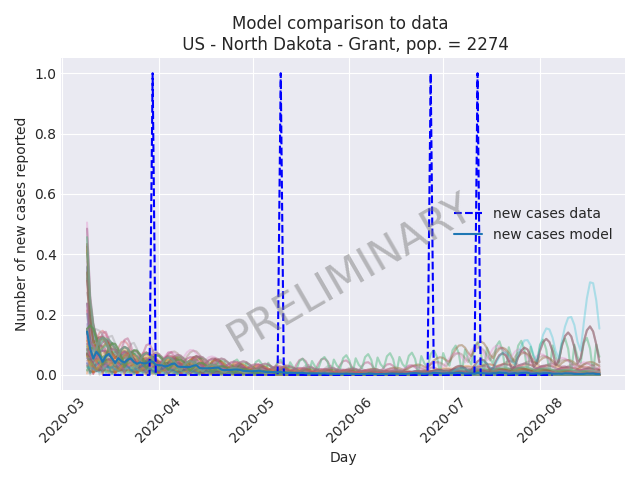 Model comparison to data
US - North Dakota - Grant, pop. = 2274
Number of new cases reported
1.0
0.8
0.6
0.4
0.2
0.0
PRELIMINARY
new cases data
new cases model
2020-03
2020-04
2020-05
2020-06
2020-07
2020-08
Day